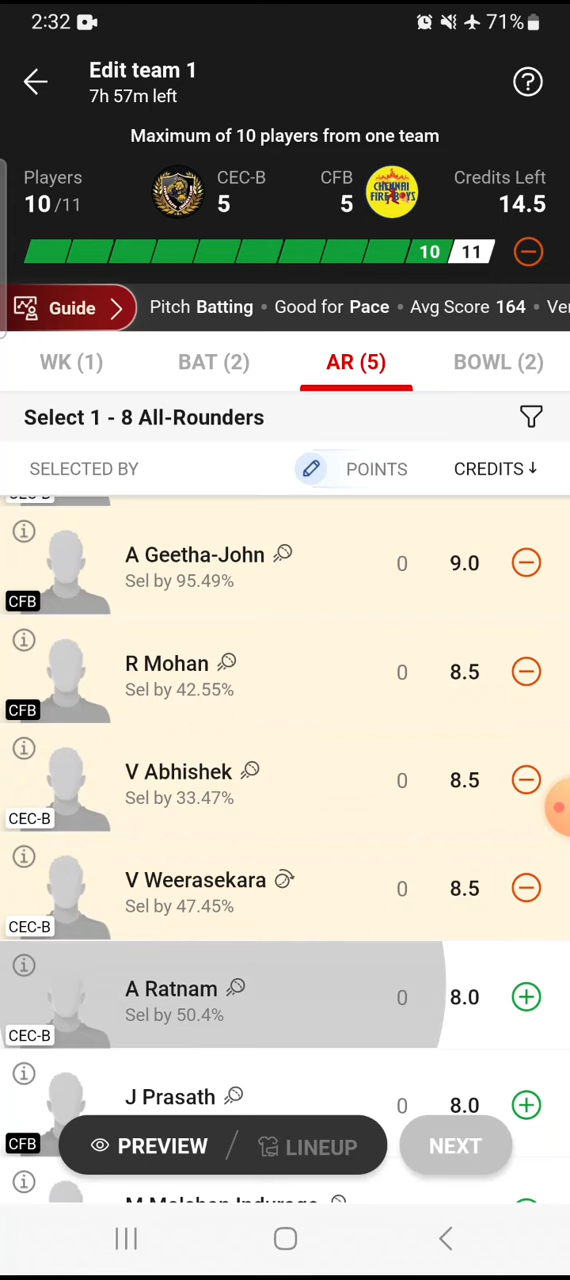 2:32 71%
Edit team 1
7h 57m left
Maximum of 10 players from one team
Players CEC-B CFB Credits Left
10/11 5 5 14.5
CHENNAI
FIRE BOYS
10 11
Guide Pitch Batting • Good for Pace • Avg Score 164 • Ve
WK (1) BAT (2) AR (5) BOWL (2)
Select 1 - 8 All-Rounders
SELECTED BY POINTS CREDITS↓
CEC-B
A Geetha-John 0 9.0
Sel by 95.49%
CFB
R Mohan 0 8.5
Sel by 42.55%
CFB
V Abhishek 0 8.5
Sel by 33.47%
CEC-B
V Weerasekara 0 8.5
Sel by 47.45%
CEC-B
A Ratnam 0 8.0
Sel by 50.4%
CEC-B
J Prasath 0 8.0
CFB
PREVIEW / LINEUP NEXT